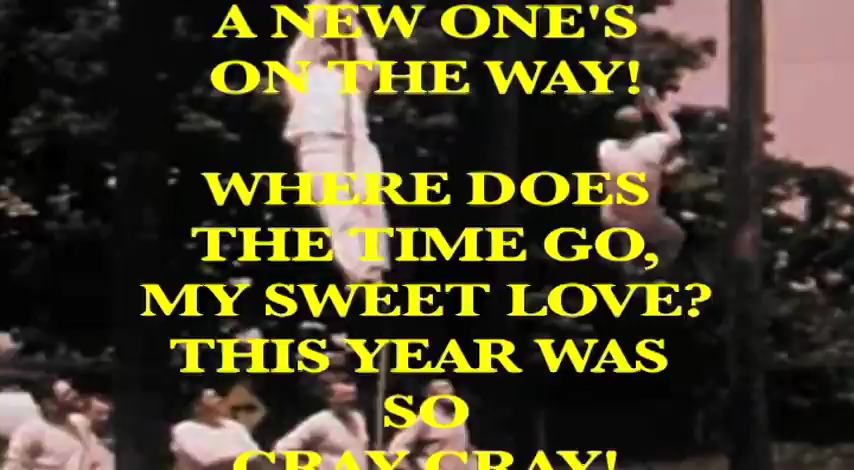 A NEW ONE'S
ON THE WAY!
WHERE DOES
THE TIME GO,
MY SWEET LOVE?
THIS YEAR WAS
SO
CRAY CRAY!